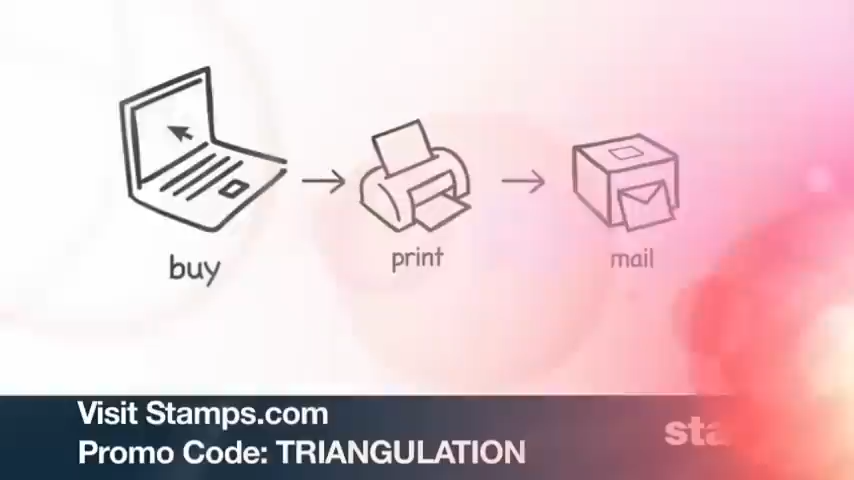 buy
print
mail
Visit Stamps.com
Promo Code: TRIANGULATION